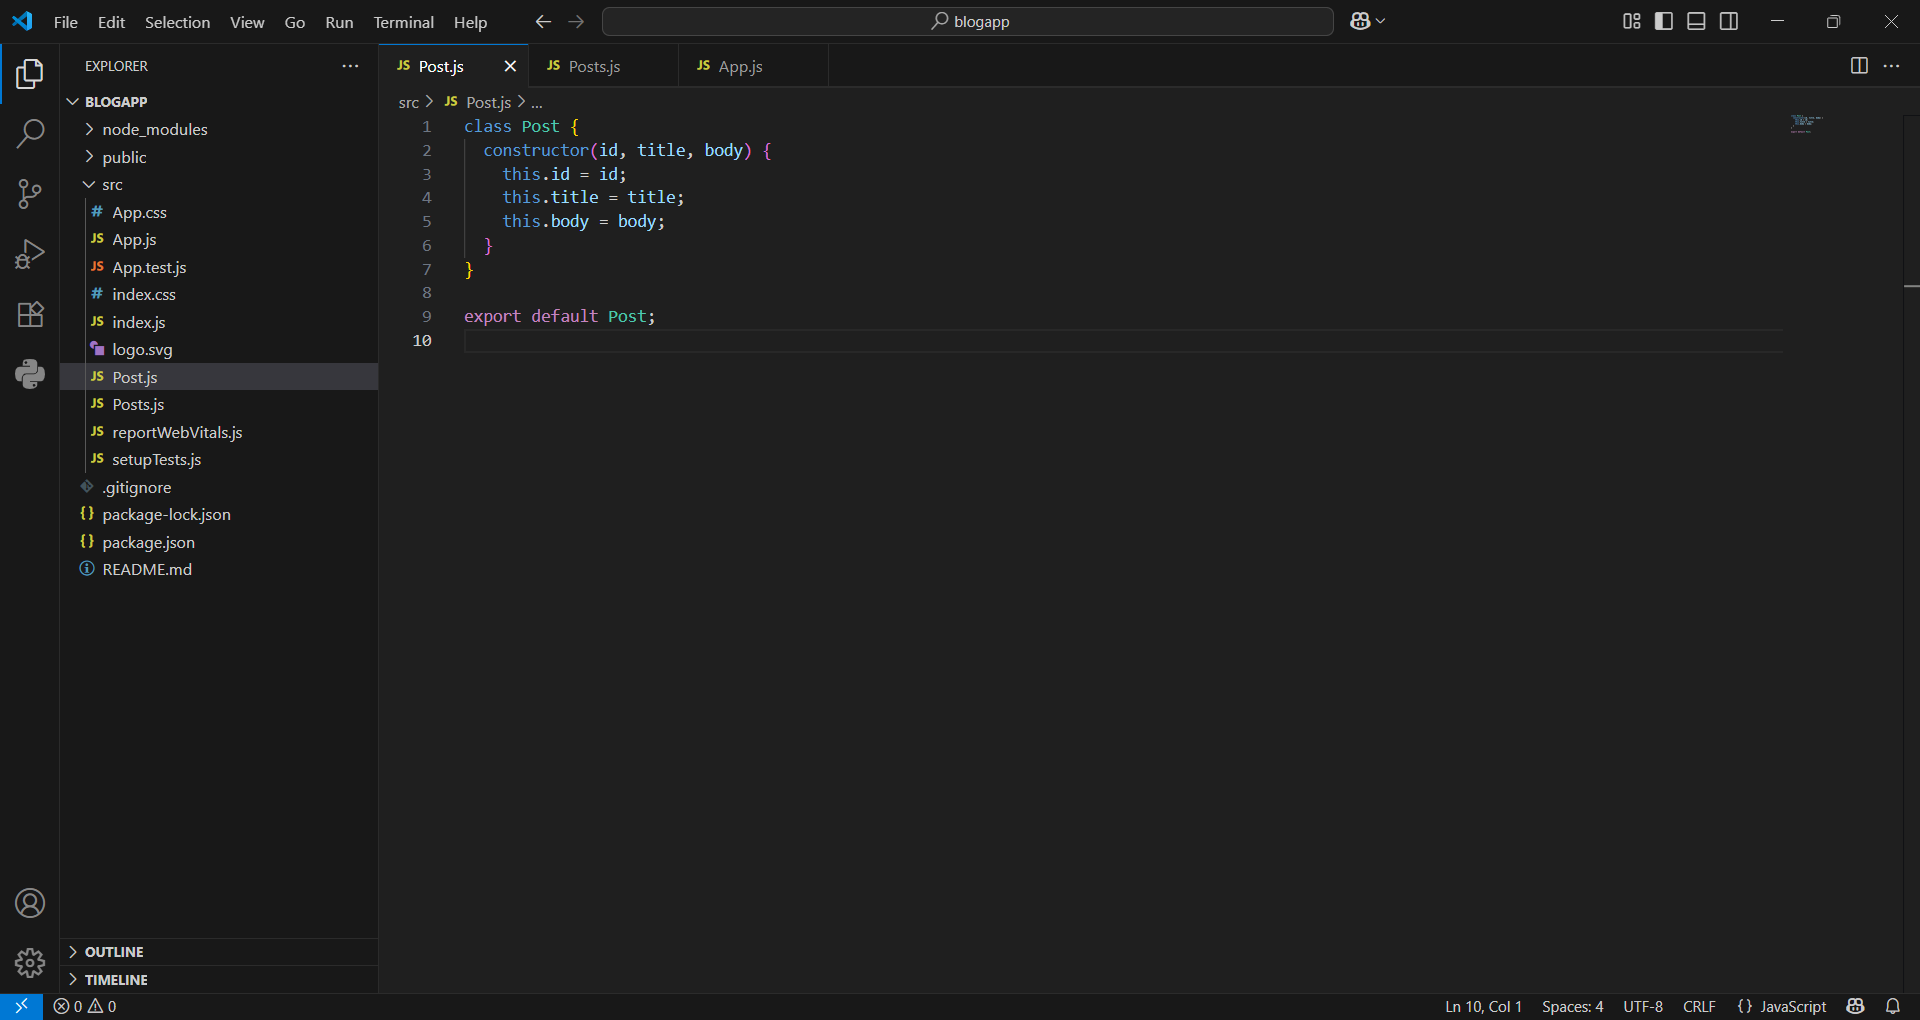 File Edit Selection View Go Run Terminal Help
blogapp
EXPLORER
BLOGAPP
node_modules
public
src
# App.css
JS App.js
JS App.test.js
# index.css
JS index.js
logo.svg
JS Post.js
JS Posts.js
JS reportWebVitals.js
JS setupTests.js
.gitignore
{} package-lock.json
{} package.json
README.md
OUTLINE
TIMELINE
JS Post.js JS Posts.js JS App.js
src > JS Post.js > ...
1 class Post {
2 constructor(id, title, body) {
3 this.id = id;
4 this.title = title;
5 this.body = body;
6 }
7 }
8
9 export default Post;
10
0 0
Ln 10, Col 1 Spaces: 4 UTF-8 CRLF {} JavaScript